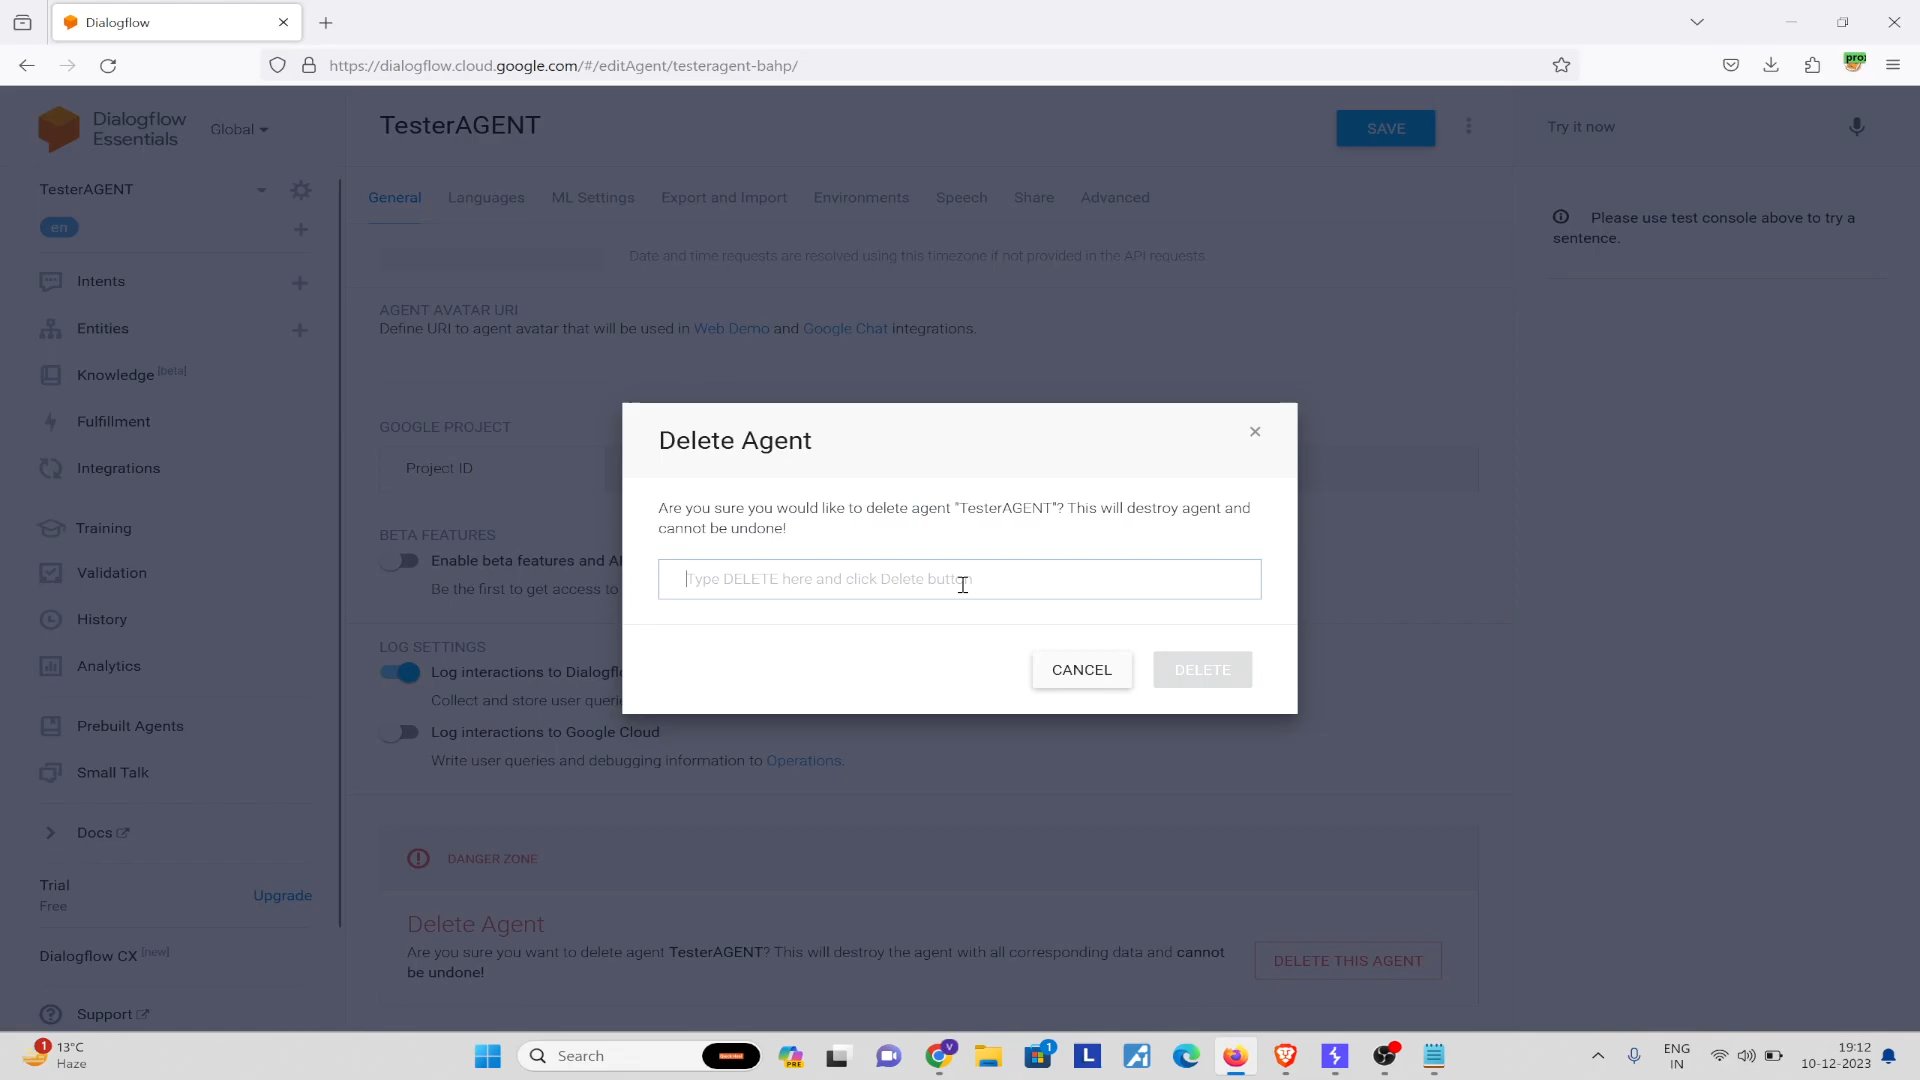 Dialogflow
https://dialogflow.cloud.google.com/#/editAgent/testeragent-bahp/
Dialogflow
Essentials
Global
TesterAGENT
SAVE
Try it now
TesterAGENT
en
General Languages ML Settings Export and Import Environments Speech Share Advanced
Date and time requests are resolved using this timezone if not provided in the API requests.
Please use test console above to try a
sentence.
Intents
Entities
Knowledge [beta]
Fulfillment
Integrations
Training
Validation
History
Analytics
Prebuilt Agents
Small Talk
Docs
Trial
Free
Upgrade
Dialogflow CX [new]
Support
AGENT AVATAR URI
Define URI to agent avatar that will be used in Web Demo and Google Chat integrations.
GOOGLE PROJECT
Project ID
BETA FEATURES
Enable beta features and
Be the first to get access to
LOG SETTINGS
Log interactions to
Collect and store user
Log interactions to Google Cloud
Write user queries and debugging information to Operations.
Delete Agent
Are you sure you would like to delete agent "TesterAGENT"? This will destroy agent and
cannot be undone!
Type DELETE here and click Delete button
CANCEL DELETE
DANGER ZONE
Delete Agent
Are you sure you want to delete agent TesterAGENT? This will destroy the agent with all corresponding data and cannot
be undone!
DELETE THIS AGENT
1
13°C
Haze
Search
PRE
V
1
L
ENG
IN
19:12
10-12-2023